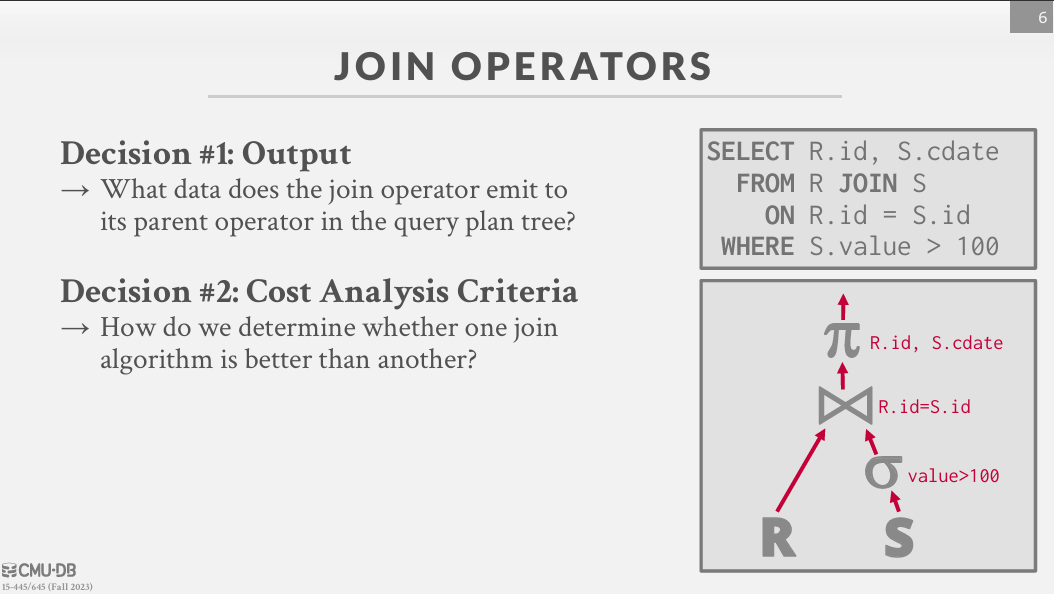 6
JOIN OPERATORS
Decision #1: Output
→ What data does the join operator emit to
its parent operator in the query plan tree?
Decision #2: Cost Analysis Criteria
→ How do we determine whether one join
algorithm is better than another?
SELECT R.id, S.cdate
FROM R JOIN S
ON R.id = S.id
WHERE S.value > 100
π R.id, S.cdate
⋈ R.id=S.id
σ value>100
R S
CMU·DB
15-445/645 (Fall 2023)